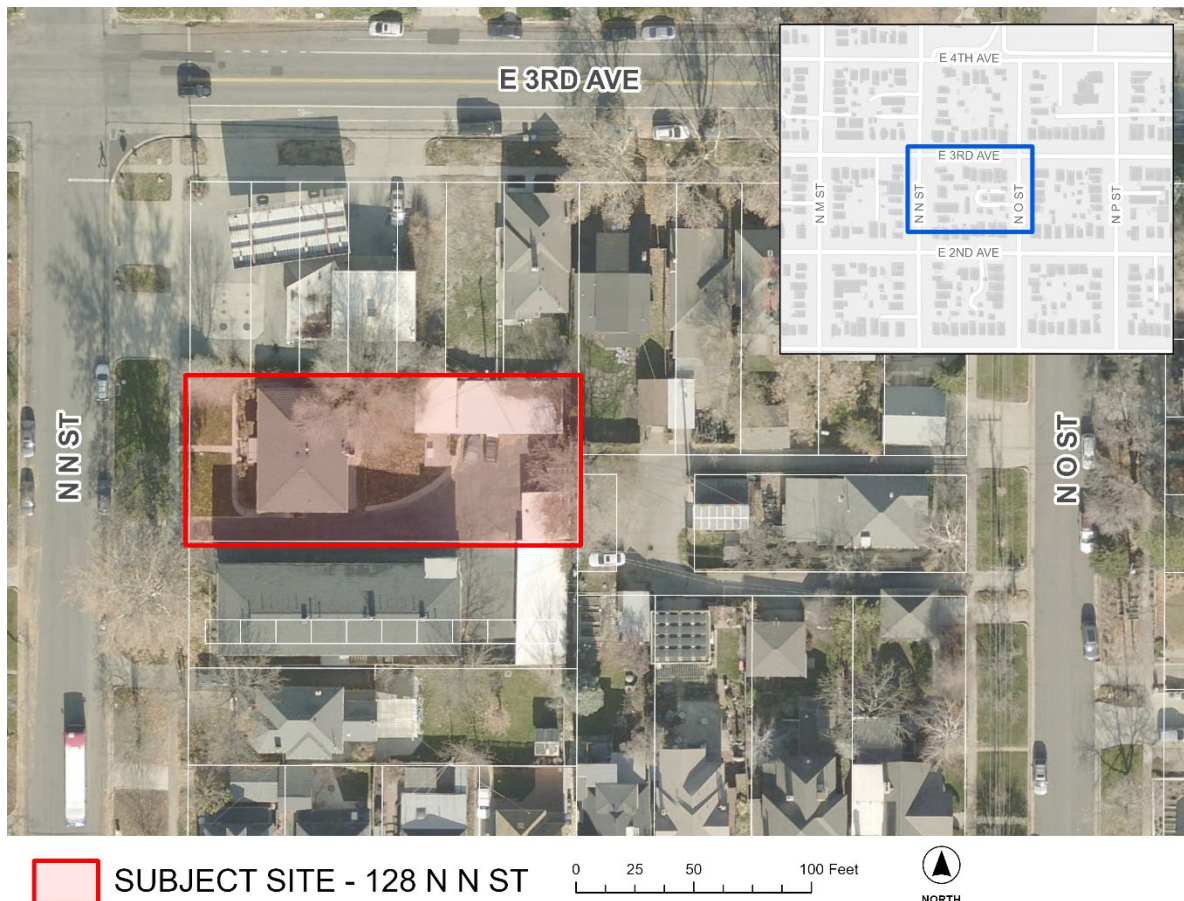 E 3RD AVE
E 4TH AVE
E 3RD AVE
N M ST
N N ST
N O ST
N P ST
E 2ND AVE
N N ST
N O ST
SUBJECT SITE - 128 N N ST
0 25 50 100 Feet
NORTH